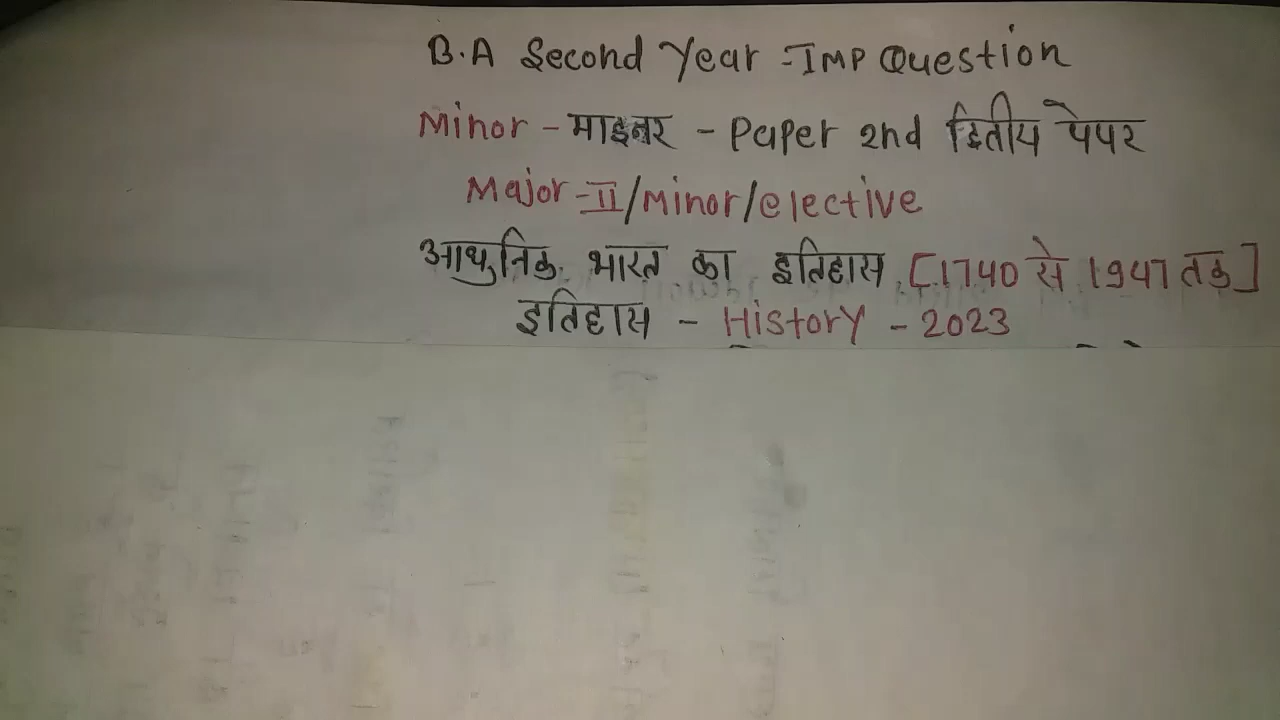 B.A Second Year - IMP Question
Minor - माइनर - Paper 2nd द्वितीय पेपर
Major - II/Minor/elective
आधुनिक भारत का इतिहास [1740 से 1947 तक]
इतिहास - History - 2023